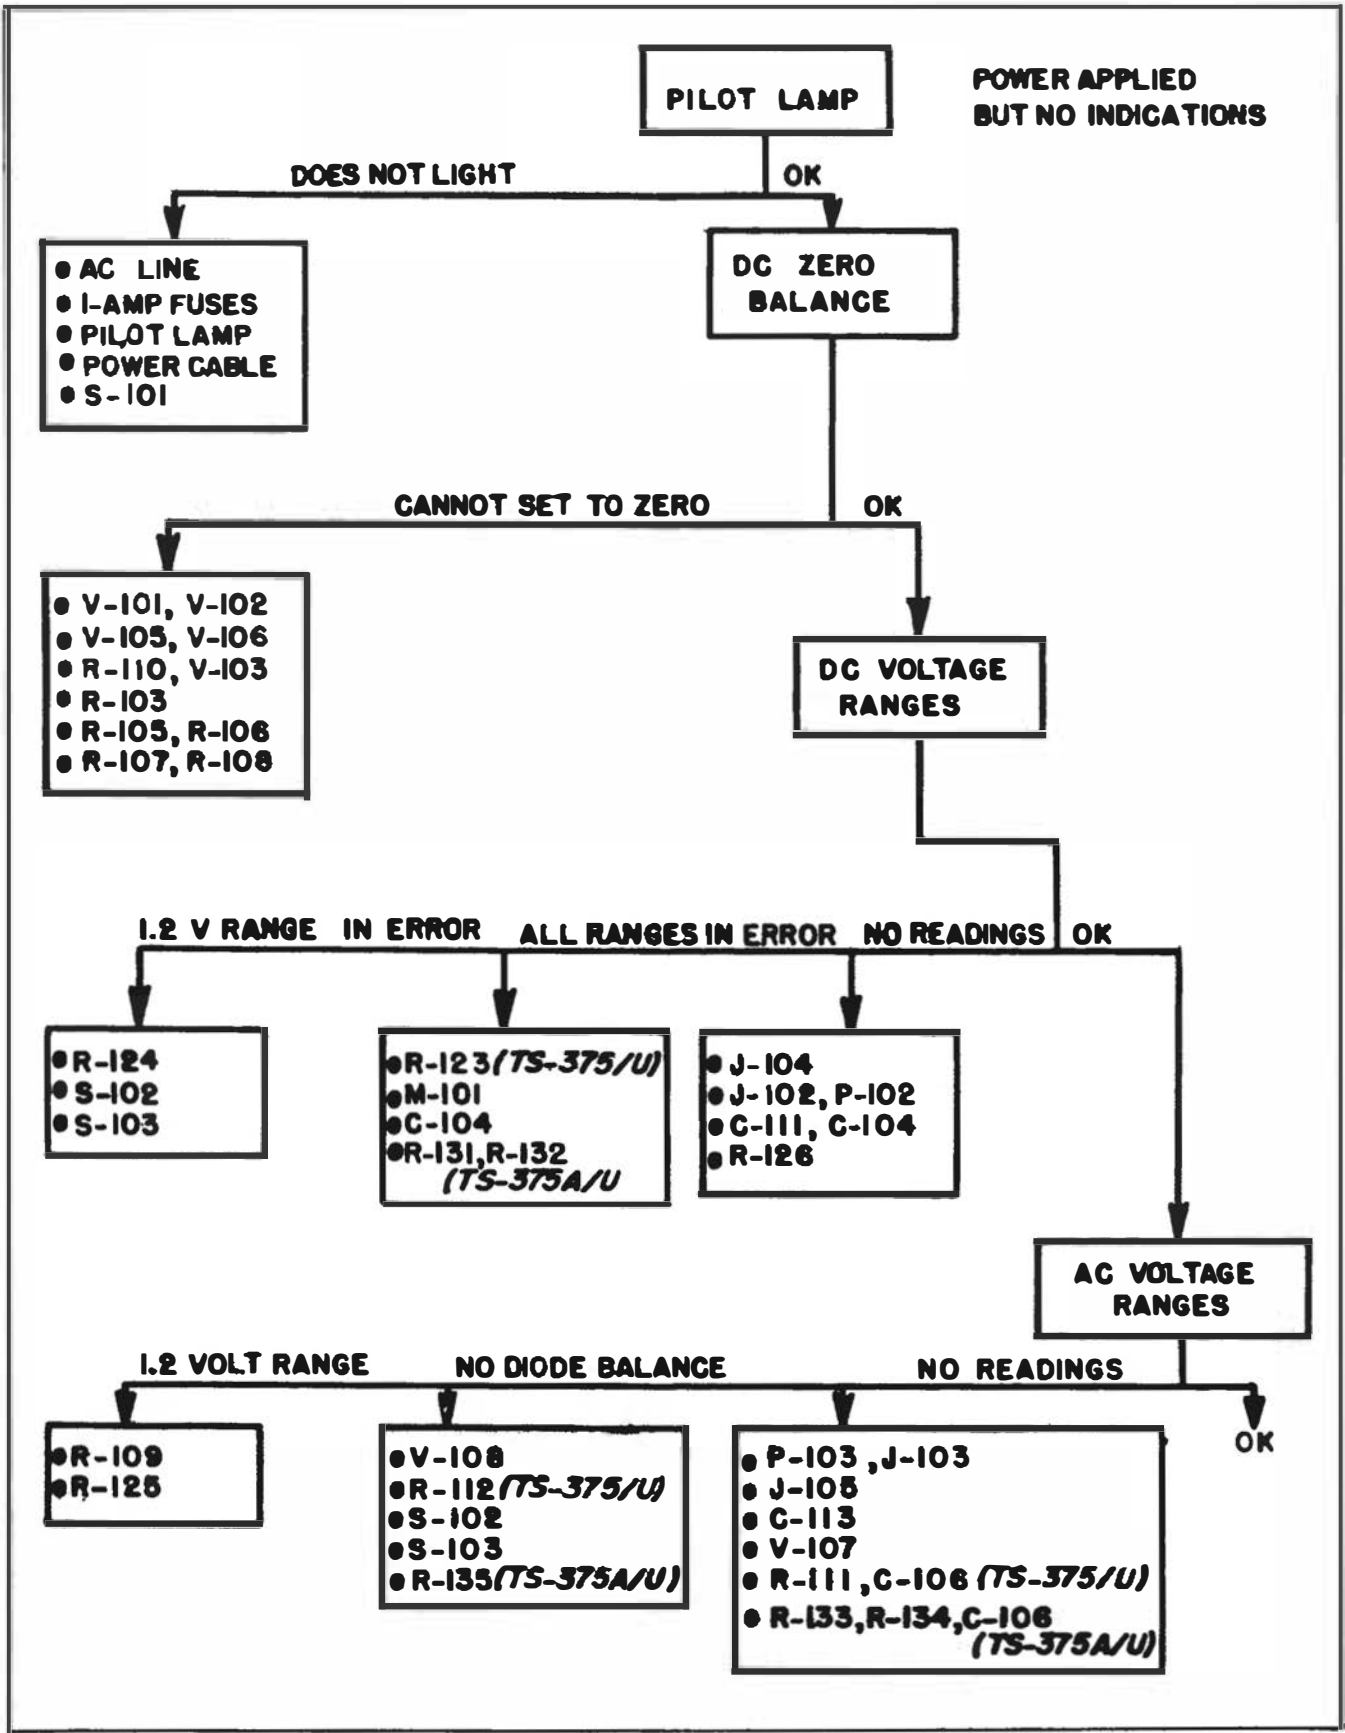 PILOT LAMP
POWER APPLIED
BUT NO INDICATIONS
DOES NOT LIGHT
OK
• AC LINE
• 1-AMP FUSES
• PILOT LAMP
• POWER CABLE
• S-101
DC ZERO
BALANCE
CANNOT SET TO ZERO
OK
• V-101, V-102
• V-105, V-106
• R-110, V-103
• R-103
• R-105, R-106
• R-107, R-108
DC VOLTAGE
RANGES
1.2 V RANGE IN ERROR
ALL RANGES IN ERROR
NO READINGS
OK
• R-124
• S-102
• S-103
• R-123 (TS-375/U)
• M-101
• C-104
• R-131, R-132
(TS-375A/U
• J-104
• J-102, P-102
• C-111, C-104
• R-126
AC VOLTAGE
RANGES
1.2 VOLT RANGE
NO DIODE BALANCE
NO READINGS
OK
• R-109
• R-125
• V-108
• R-112 (TS-375/U)
• S-102
• S-103
• R-135 (TS-375A/U)
• P-103, J-103
• J-105
• C-113
• V-107
• R-111, C-106 (TS-375/U)
• R-133, R-134, C-106
(TS-375A/U)